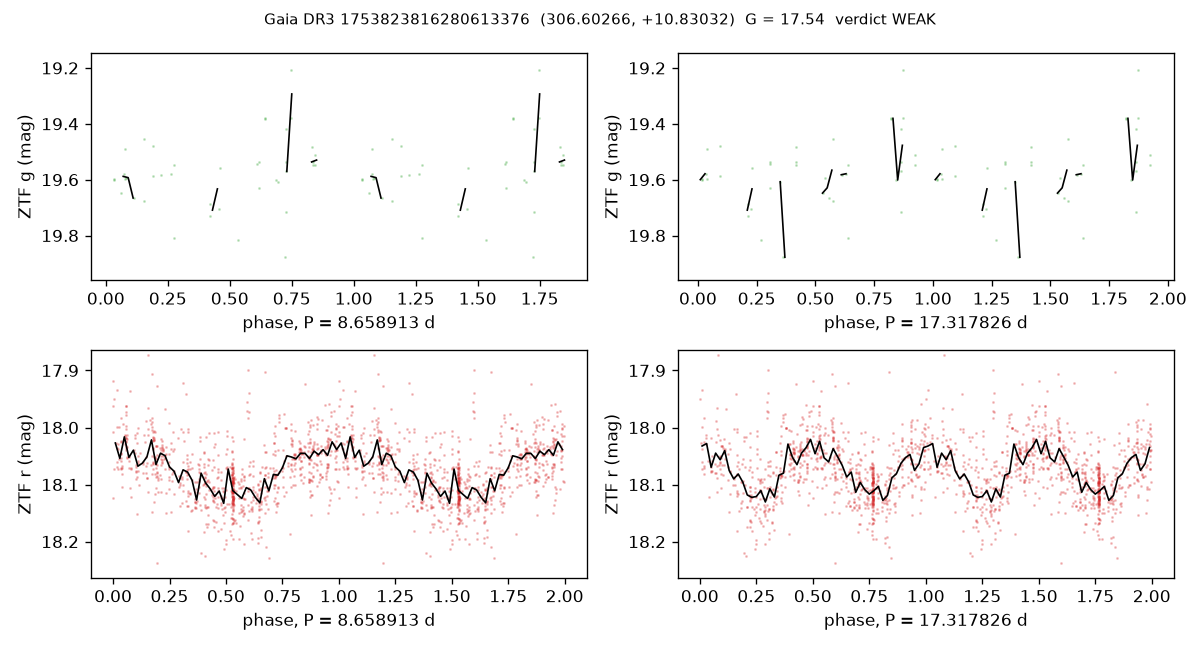 Gaia DR3 1753823816280613376  (306.60266, +10.83032)  G = 17.54  verdict WEAK
ZTF g (mag)
19.2
19.4
19.6
19.8
0.00 0.25 0.50 0.75 1.00 1.25 1.50 1.75
phase, P = 8.658913 d
ZTF g (mag)
19.2
19.4
19.6
19.8
0.00 0.25 0.50 0.75 1.00 1.25 1.50 1.75 2.00
phase, P = 17.317826 d
ZTF r (mag)
17.9
18.0
18.1
18.2
0.00 0.25 0.50 0.75 1.00 1.25 1.50 1.75 2.00
phase, P = 8.658913 d
ZTF r (mag)
17.9
18.0
18.1
18.2
0.00 0.25 0.50 0.75 1.00 1.25 1.50 1.75 2.00
phase, P = 17.317826 d